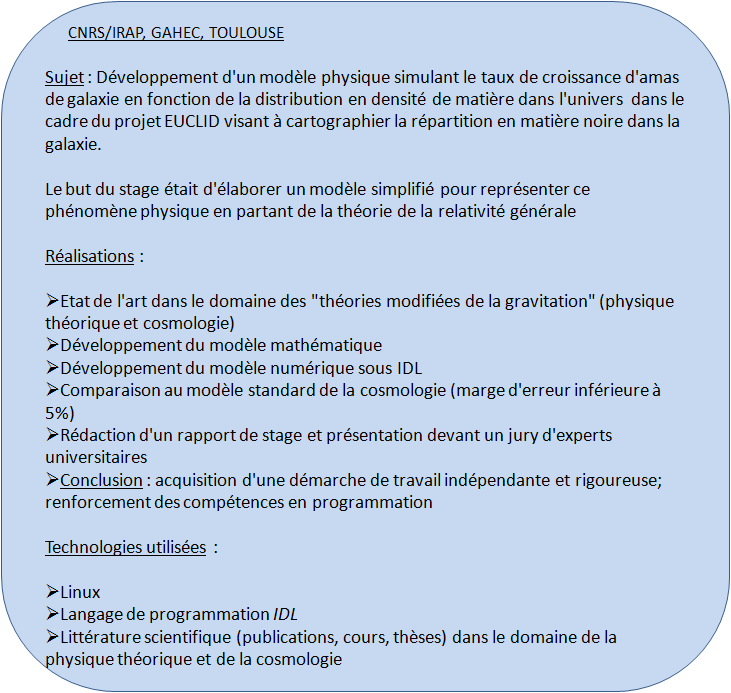 CNRS/IRAP, GAHEC, TOULOUSE
Sujet : Développement d'un modèle physique simulant le taux de croissance d'amas
de galaxie en fonction de la distribution en densité de matière dans l'univers dans le
cadre du projet EUCLID visant à cartographier la répartition en matière noire dans la
galaxie.
Le but du stage était d'élaborer un modèle simplifié pour représenter ce
phénomène physique en partant de la théorie de la relativité générale
Réalisations :
➢Etat de l'art dans le domaine des "théories modifiées de la gravitation" (physique
théorique et cosmologie)
➢Développement du modèle mathématique
➢Développement du modèle numérique sous IDL
➢Comparaison au modèle standard de la cosmologie (marge d'erreur inférieure à
5%)
➢Rédaction d'un rapport de stage et présentation devant un jury d'experts
universitaires
➢Conclusion : acquisition d'une démarche de travail indépendante et rigoureuse;
renforcement des compétences en programmation
Technologies utilisées :
➢Linux
➢Langage de programmation IDL
➢Littérature scientifique (publications, cours, thèses) dans le domaine de la
physique théorique et de la cosmologie